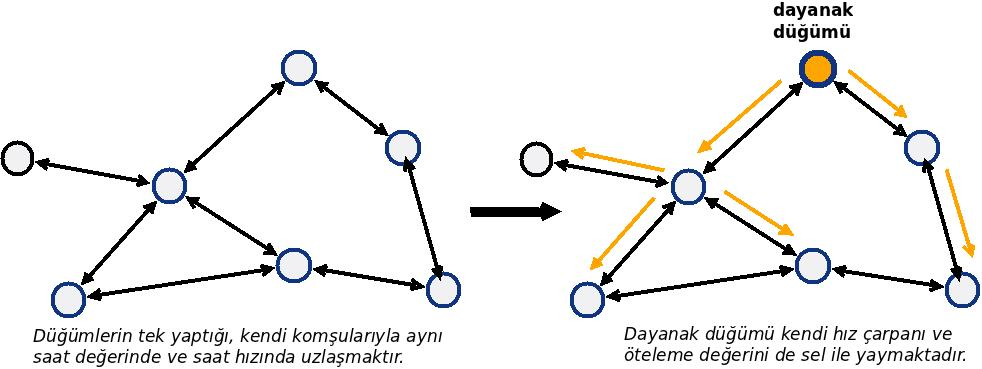 dayanak
düğümü
Düğümlerin tek yaptığı, kendi komşularıyla aynı
saat değerinde ve saat hızında uzlaşmaktır.
Dayanak düğümü kendi hız çarpanı ve
öteleme değerini de sel ile yaymaktadır.